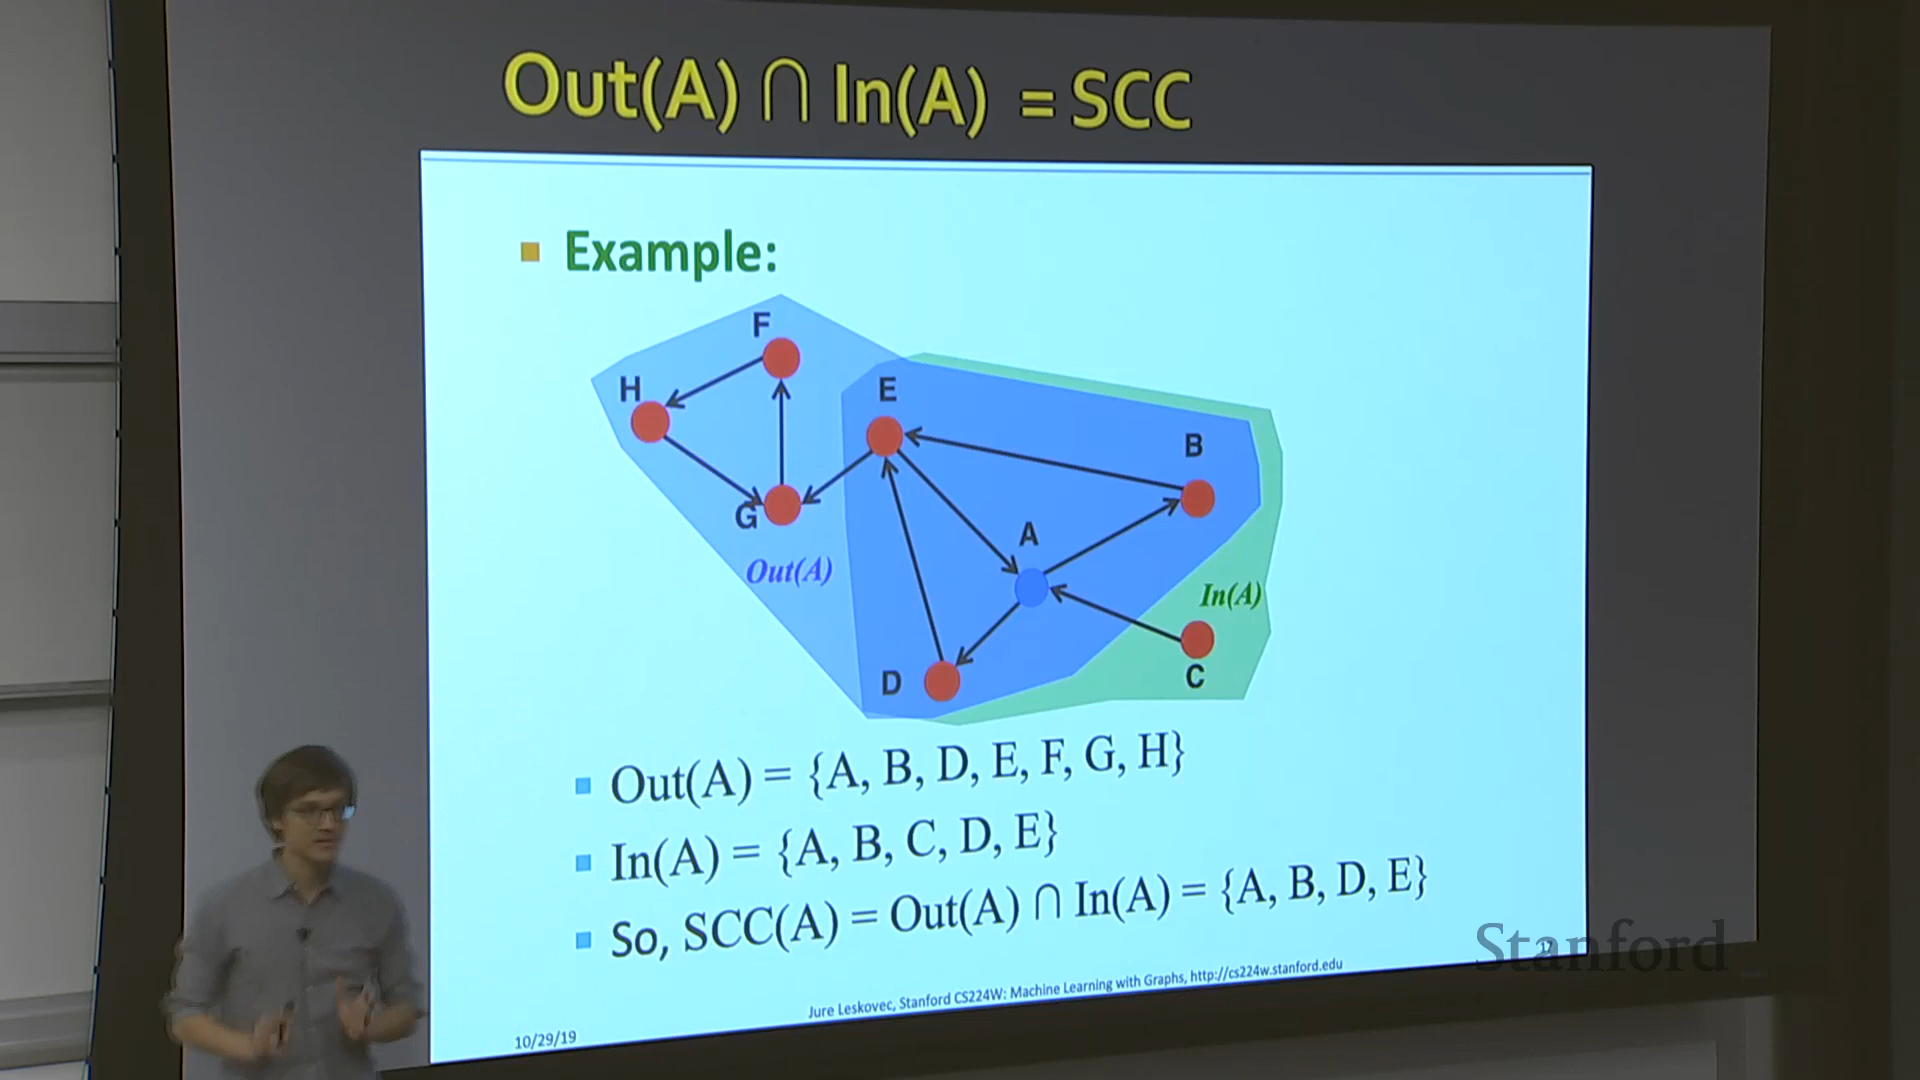 Out(A) ∩ In(A) = SCC
Example:
F
H
E
B
G
A
Out(A)
In(A)
D
C
Out(A) = {A, B, D, E, F, G, H}
In(A) = {A, B, C, D, E}
So, SCC(A) = Out(A) ∩ In(A) = {A, B, D, E}
Stanford
17
Jure Leskovec, Stanford CS224W: Machine Learning with Graphs, http://cs224w.stanford.edu
10/29/19